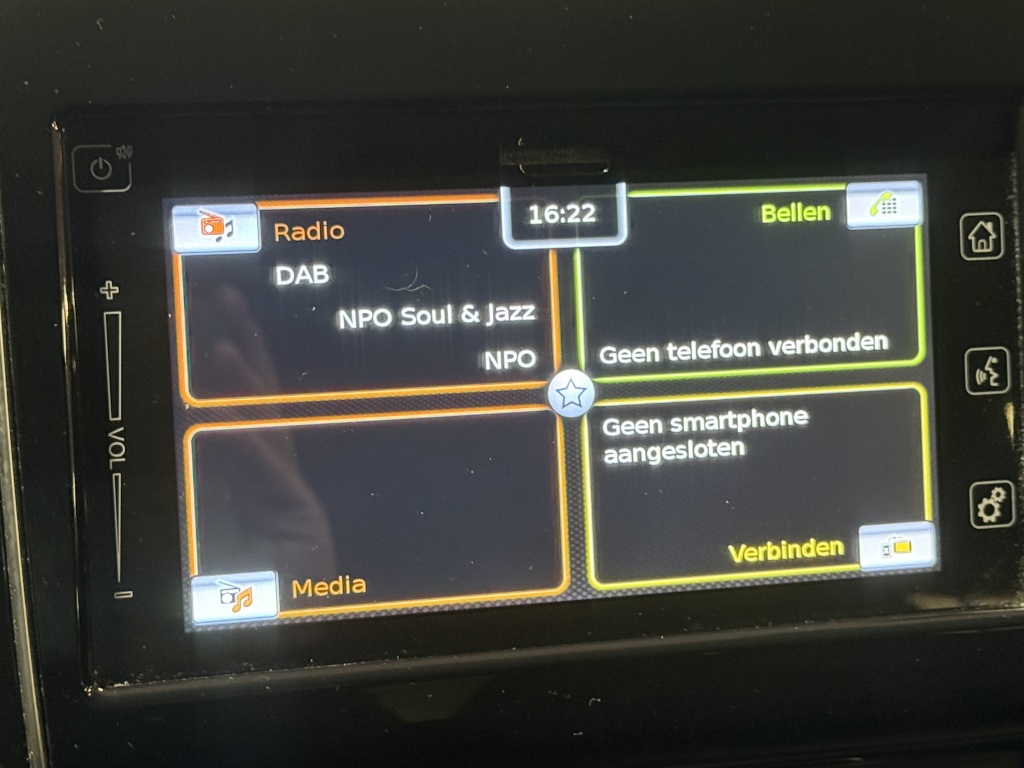 16:22
Radio
DAB
NPO Soul & Jazz
NPO
Bellen
Geen telefoon verbonden
Media
Geen smartphone
aangesloten
Verbinden
+
VOL
-